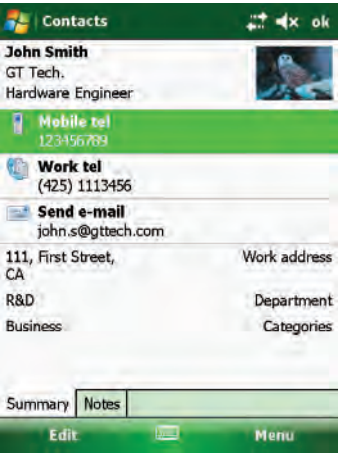 Contacts ok
John Smith
GT Tech.
Hardware Engineer
Mobile tel
123456789
Work tel
(425) 1113456
Send e-mail
john.s@gttech.com
111, First Street, Work address
CA
R&D Department
Business Categories
Summary Notes
Edit Menu